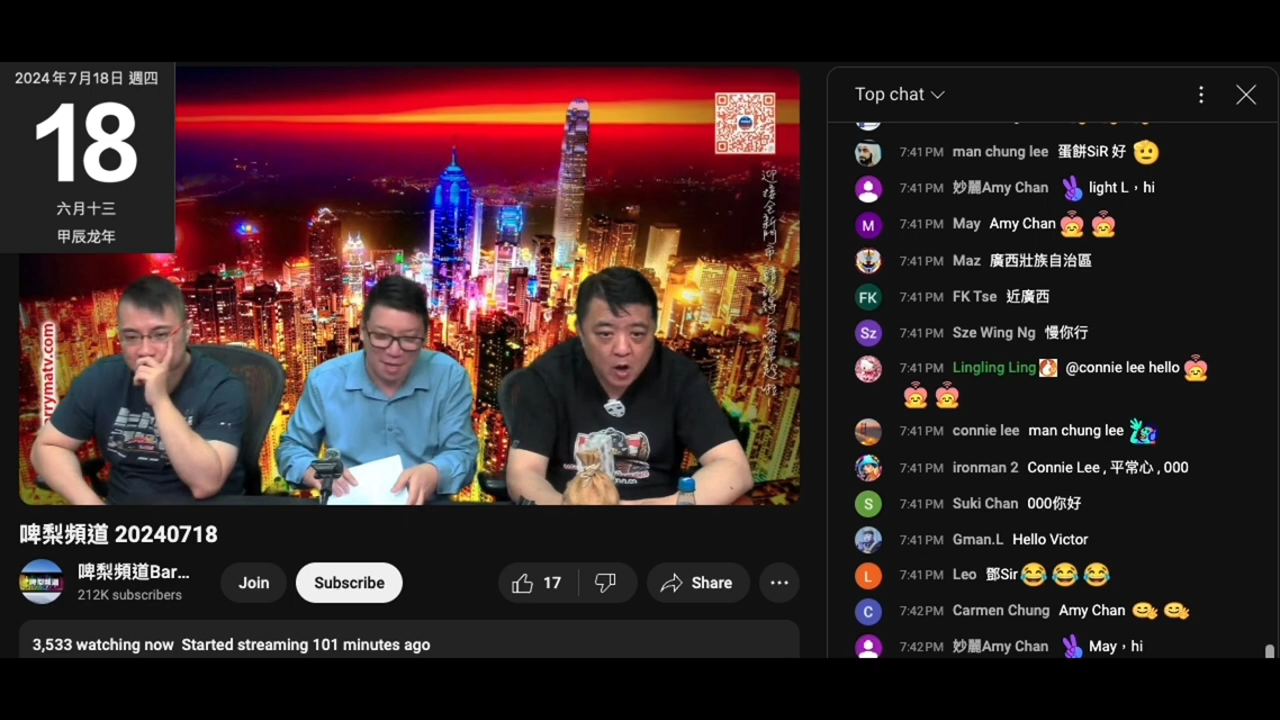 2024年7月18日 週四
18
六月十三
甲辰龙年
rrymatv.com
啤梨頻道 20240718
啤梨頻道Bar...
212K subscribers
Join
Subscribe
17
Share
3,533 watching now Started streaming 101 minutes ago
Top chat
7:41 PM man chung lee 蛋餅SiR 好
7:41 PM 妙麗Amy Chan light L，hi
7:41 PM May Amy Chan
7:41 PM Maz 廣西壯族自治區
7:41 PM FK Tse 近廣西
7:41 PM Sze Wing Ng 慢你行
7:41 PM Lingling Ling @connie lee hello
7:41 PM connie lee man chung lee
7:41 PM ironman 2 Connie Lee , 平常心 , 000
7:41 PM Suki Chan 000你好
7:41 PM Gman.L Hello Victor
7:41 PM Leo 鄧Sir
7:42 PM Carmen Chung Amy Chan
7:42 PM 妙麗Amy Chan May，hi
M
FK
Sz
S
L
C